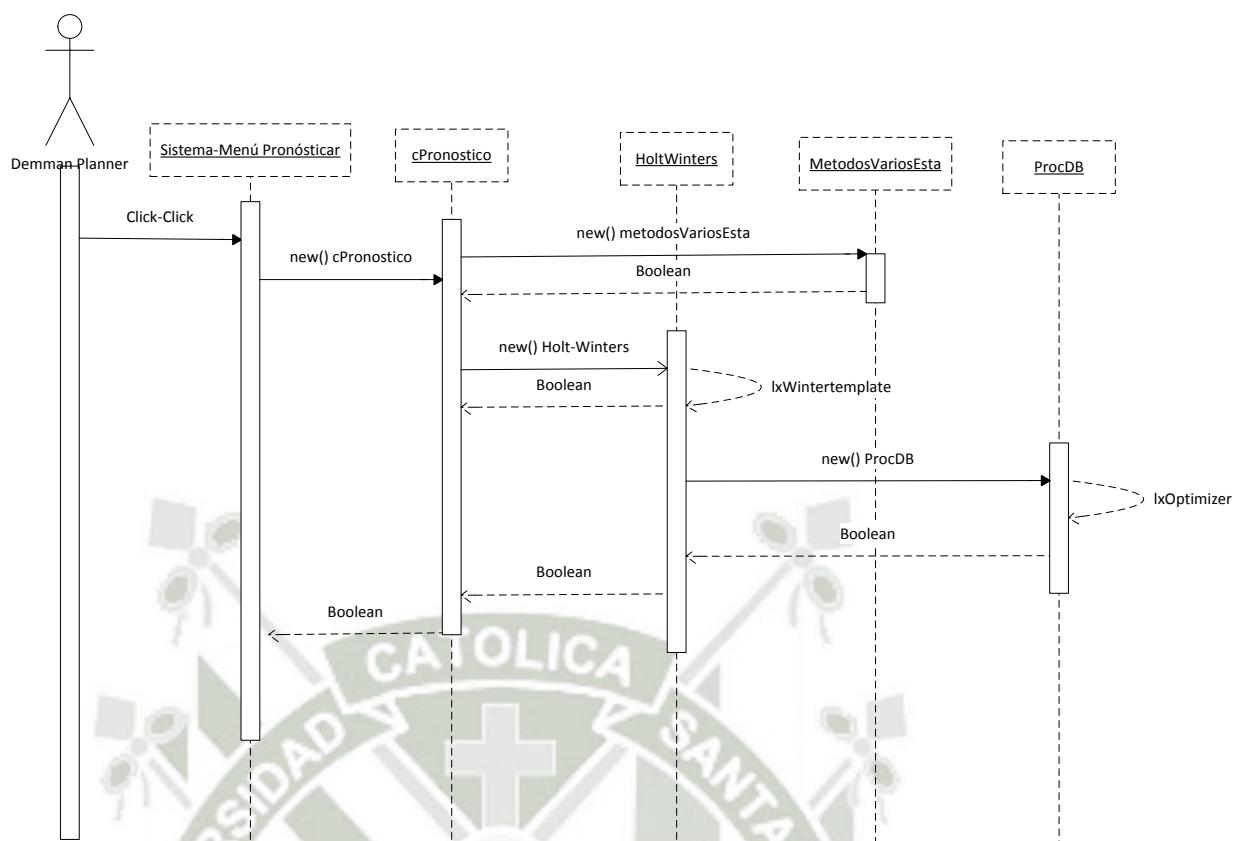 Demman Planner
Sistema-Menú Pronósticar
cPronostico
HoltWinters
MetodosVariosEsta
ProcDB
Click-Click
new() cPronostico
new() metodosVariosEsta
Boolean
new() Holt-Winters
Boolean
lxWintertemplate
new() ProcDB
lxOptimizer
Boolean
Boolean
Boolean
CATOLICA
SANTA
ERSIDAD